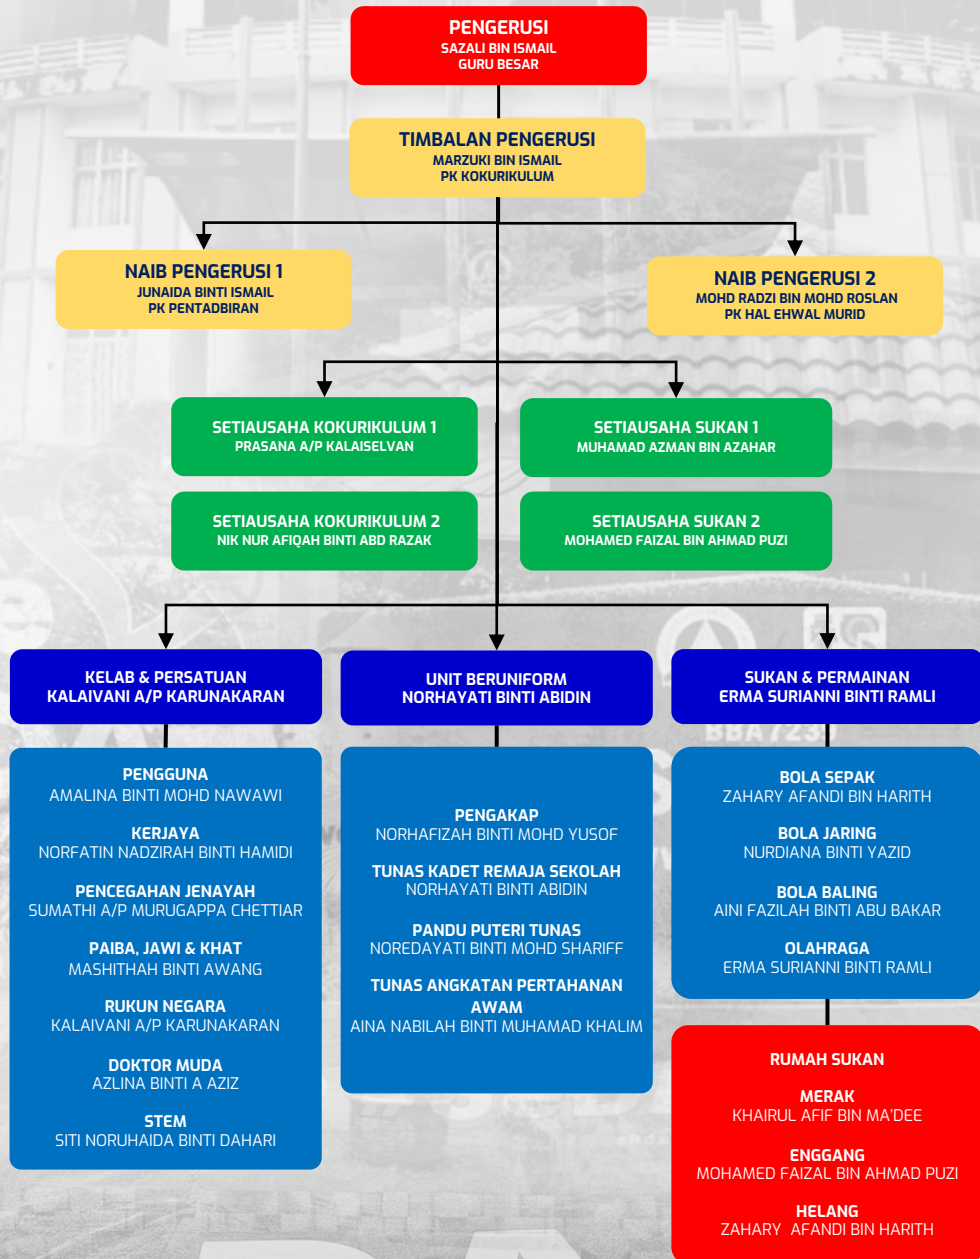 PENGERUSI
SAZALI BIN ISMAIL
GURU BESAR
TIMBALAN PENGERUSI
MARZUKI BIN ISMAIL
PK KOKURIKULUM
NAIB PENGERUSI 1
JUNAIDA BINTI ISMAIL
PK PENTADBIRAN
NAIB PENGERUSI 2
MOHD RADZI BIN MOHD ROSLAN
PK HAL EHWAL MURID
SETIAUSAHA KOKURIKULUM 1
PRASANA A/P KALAISELVAN
SETIAUSAHA SUKAN 1
MUHAMAD AZMAN BIN AZAHAR
SETIAUSAHA KOKURIKULUM 2
NIK NUR AFIQAH BINTI ABD RAZAK
SETIAUSAHA SUKAN 2
MOHAMED FAIZAL BIN AHMAD PUZI
KELAB & PERSATUAN
KALAIVANI A/P KARUNAKARAN
PENGGUNA
AMALINA BINTI MOHD NAWAWI
KERJAYA
NORFATIN NADZIRAH BINTI HAMIDI
PENCEGAHAN JENAYAH
SUMATHI A/P MURUGAPPA CHETTIAR
PAIBA, JAWI & KHAT
MASHITHAH BINTI AWANG
RUKUN NEGARA
KALAIVANI A/P KARUNAKARAN
DOKTOR MUDA
AZLINA BINTI A AZIZ
STEM
SITI NORUHAIDA BINTI DAHARI
UNIT BERUNIFORM
NORHAYATI BINTI ABIDIN
PENGAKAP
NORHAFIZAH BINTI MOHD YUSOF
TUNAS KADET REMAJA SEKOLAH
NORHAYATI BINTI ABIDIN
PANDU PUTERI TUNAS
NOREDAYATI BINTI MOHD SHARIFF
TUNAS ANGKATAN PERTAHANAN
AWAM
AINA NABILAH BINTI MUHAMAD KHALIM
SUKAN & PERMAINAN
ERMA SURIANNI BINTI RAMLI
BBA7239
BOLA SEPAK
ZAHARY AFANDI BIN HARITH
BOLA JARING
NURDIANA BINTI YAZID
BOLA BALING
AINI FAZILAH BINTI ABU BAKAR
OLAHRAGA
ERMA SURIANNI BINTI RAMLI
RUMAH SUKAN
MERAK
KHAIRUL AFIF BIN MA'DEE
ENGGANG
MOHAMED FAIZAL BIN AHMAD PUZI
HELANG
ZAHARY AFANDI BIN HARITH